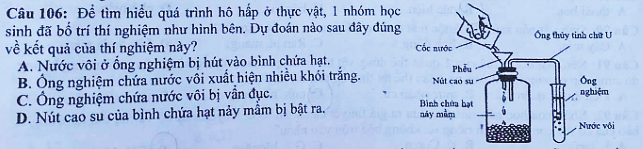 Câu 106: Để tìm hiểu quá trình hô hấp ở thực vật, 1 nhóm học
sinh đã bố trí thí nghiệm như hình bên. Dự đoán nào sau đây đúng
về kết quả của thí nghiệm này?
A. Nước vôi ở ống nghiệm bị hút vào bình chứa hạt.
B. Ống nghiệm chứa nước vôi xuất hiện nhiều khói trắng.
C. Ống nghiệm chứa nước vôi bị vẩn đục.
D. Nút cao su của bình chứa hạt nảy mầm bị bật ra.
Cốc nước
Ống thủy tinh chữ U
Phễu
Nút cao su
Bình chứa hạt
nảy mầm
Ống
nghiệm
Nước vôi